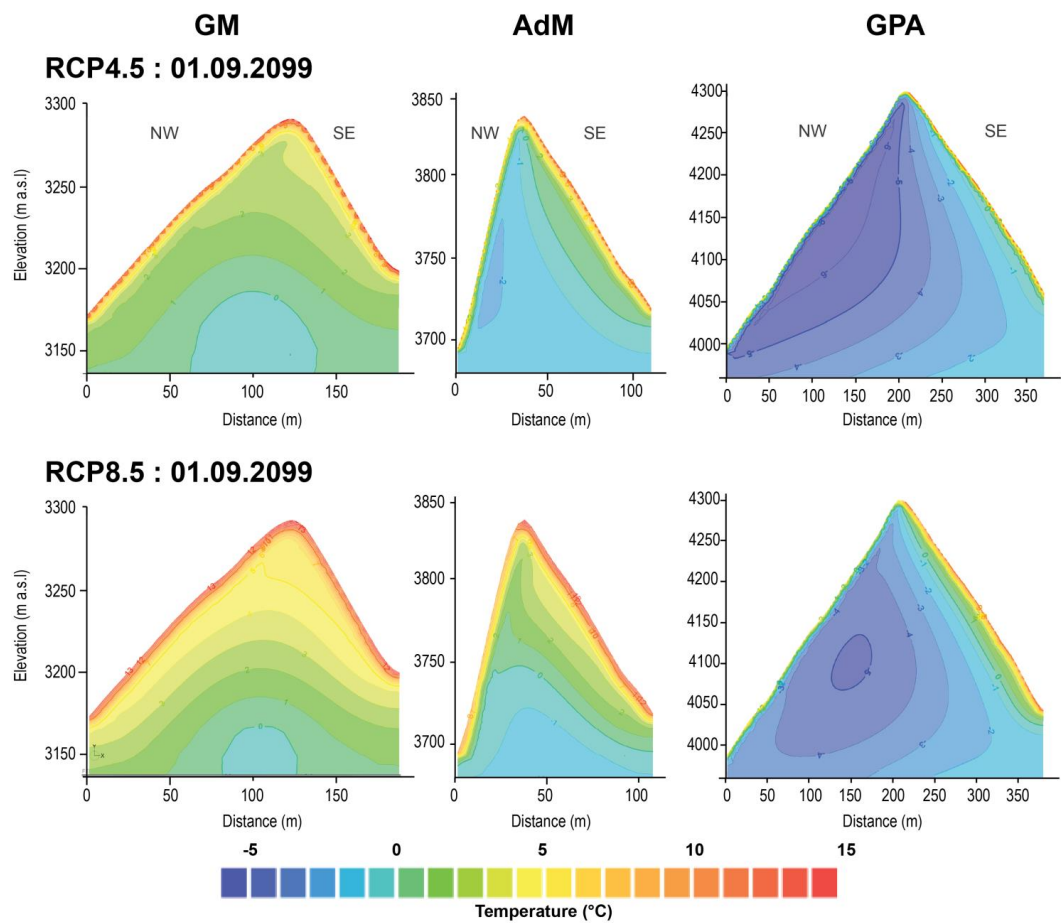 GM AdM GPA
RCP4.5 : 01.09.2099
3300
3250
3200
3150
Elevation (m a.s.l)
NW SE
0 50 100 150
Distance (m)
3850
3800
3750
3700
NW SE
0 50 100
Distance (m)
4300
4250
4200
4150
4100
4050
4000
NW SE
0 50 100 150 200 250 300 350
Distance (m)
RCP8.5 : 01.09.2099
3300
3250
3200
3150
Elevation (m a.s.l)
0 50 100 150
Distance (m)
3850
3800
3750
3700
0 50 100
Distance (m)
4300
4250
4200
4150
4100
4050
4000
0 50 100 150 200 250 300 350
Distance (m)
-5 0 5 10 15
Temperature (°C)